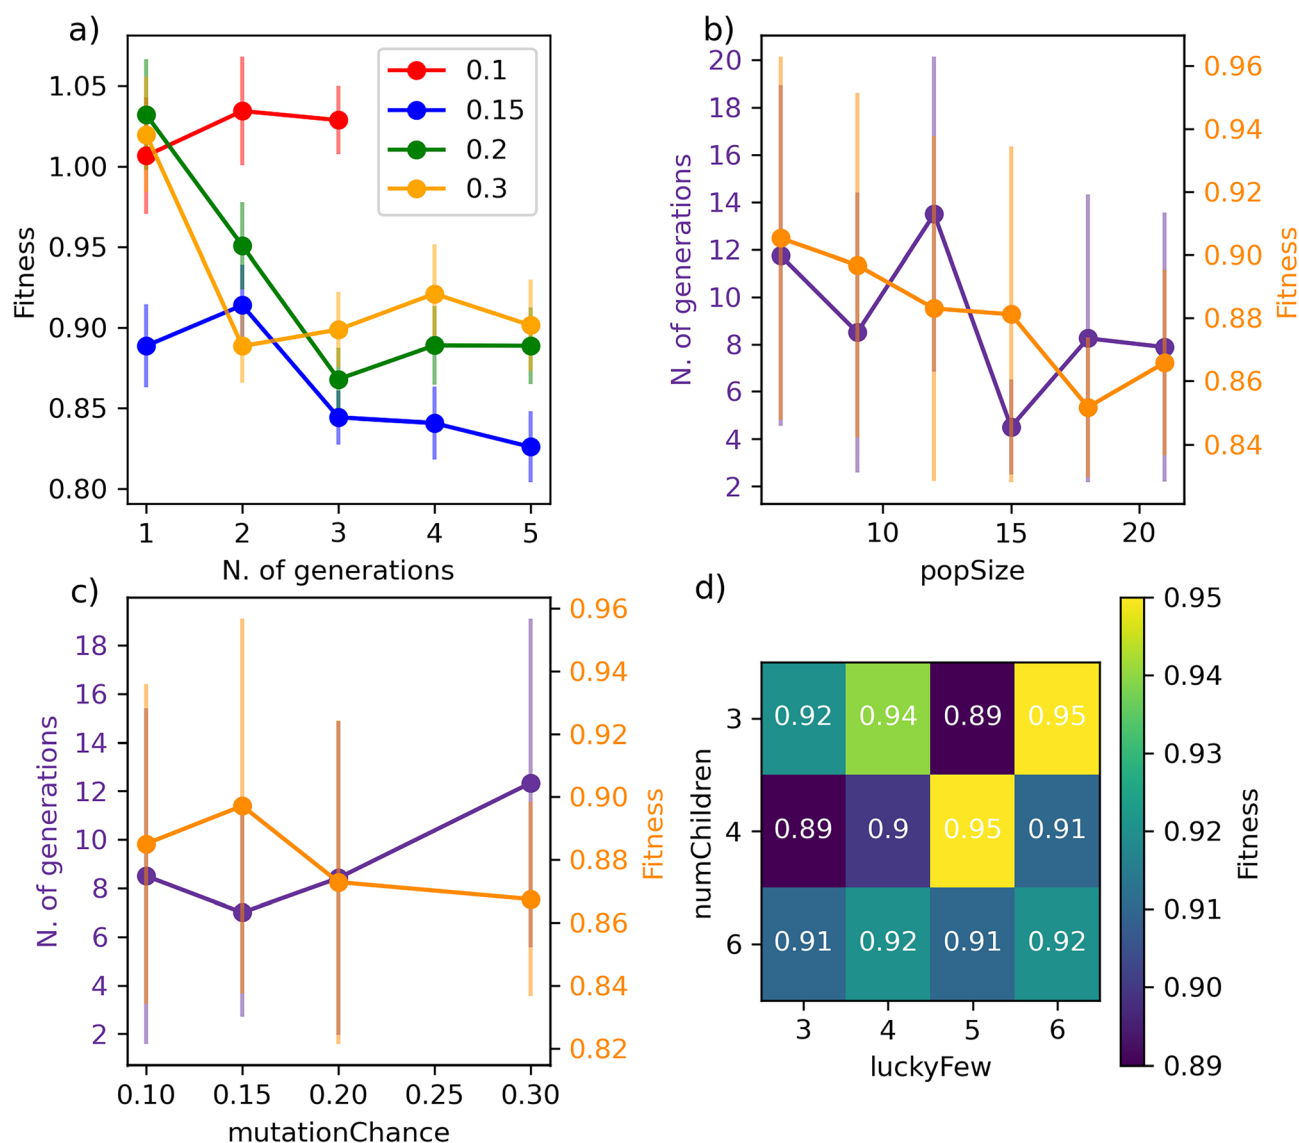 a)
Fitness
1.05
1.00
0.95
0.90
0.85
0.80
0.1
0.15
0.2
0.3
1 2 3 4 5
N. of generations
b)
N. of generations
20
18
16
14
12
10
8
6
4
2
0.96
0.94
0.92
0.90
0.88
0.86
0.84
Fitness
10 15 20
popSize
c)
N. of generations
18
16
14
12
10
8
6
4
2
0.96
0.94
0.92
0.90
0.88
0.86
0.84
0.82
Fitness
0.10 0.15 0.20 0.25 0.30
mutationChance
d)
numChildren
3 0.92 0.94 0.89 0.95
4 0.89 0.9 0.95 0.91
6 0.91 0.92 0.91 0.92
3 4 5 6
luckyFew
0.95
0.94
0.93
0.92
0.91
0.90
0.89
Fitness